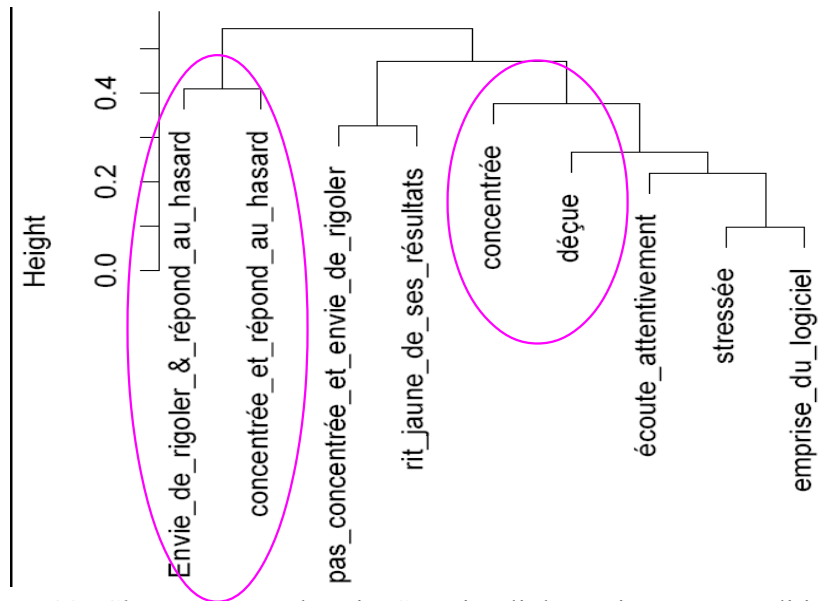 Height
0.0
0.2
0.4
Envie_de_rigoler_&_répond_au_hasard
concentrée_et_répond_au_hasard
pas_concentrée_et_envie_de_rigoler
rit_jaune_de_ses_résultats
concentrée
déçue
écoute_attentivement
stressée
emprise_du_logiciel